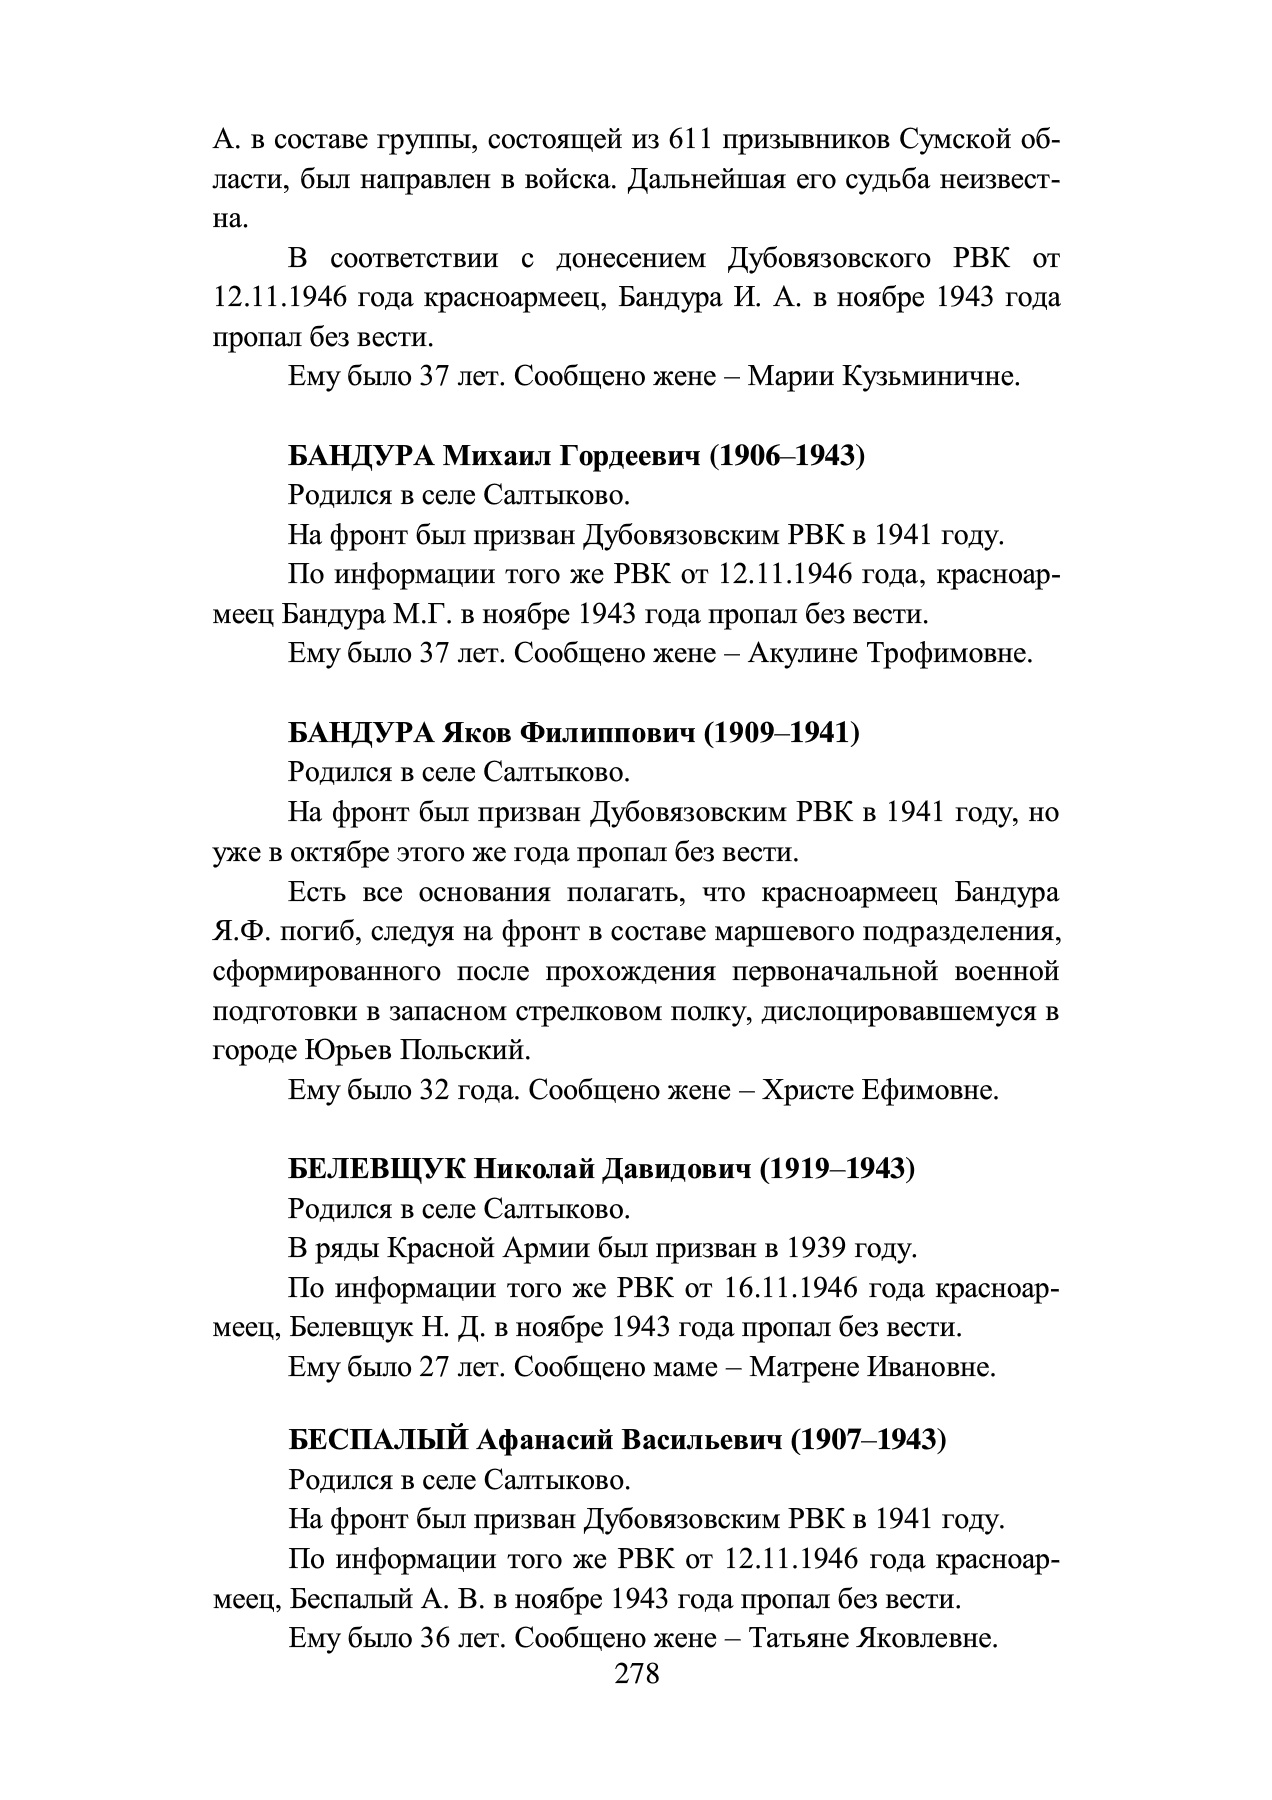 А. в составе группы, состоящей из 611 призывников Сумской об-
ласти, был направлен в войска. Дальнейшая его судьба неизвест-
на.
В соответствии с донесением Дубовязовского РВК от
12.11.1946 года красноармеец, Бандура И. А. в ноябре 1943 года
пропал без вести.
Ему было 37 лет. Сообщено жене – Марии Кузьминичне.
БАНДУРА Михаил Гордеевич (1906–1943)
Родился в селе Салтыково.
На фронт был призван Дубовязовским РВК в 1941 году.
По информации того же РВК от 12.11.1946 года, красноар-
меец Бандура М.Г. в ноябре 1943 года пропал без вести.
Ему было 37 лет. Сообщено жене – Акулине Трофимовне.
БАНДУРА Яков Филиппович (1909–1941)
Родился в селе Салтыково.
На фронт был призван Дубовязовским РВК в 1941 году, но
уже в октябре этого же года пропал без вести.
Есть все основания полагать, что красноармеец Бандура
Я.Ф. погиб, следуя на фронт в составе маршевого подразделения,
сформированного после прохождения первоначальной военной
подготовки в запасном стрелковом полку, дислоцировавшемуся в
городе Юрьев Польский.
Ему было 32 года. Сообщено жене – Христе Ефимовне.
БЕЛЕВЩУК Николай Давидович (1919–1943)
Родился в селе Салтыково.
В ряды Красной Армии был призван в 1939 году.
По информации того же РВК от 16.11.1946 года красноар-
меец, Белевщук Н. Д. в ноябре 1943 года пропал без вести.
Ему было 27 лет. Сообщено маме – Матрене Ивановне.
БЕСПАЛЫЙ Афанасий Васильевич (1907–1943)
Родился в селе Салтыково.
На фронт был призван Дубовязовским РВК в 1941 году.
По информации того же РВК от 12.11.1946 года красноар-
меец, Беспалый А. В. в ноябре 1943 года пропал без вести.
Ему было 36 лет. Сообщено жене – Татьяне Яковлевне.
278